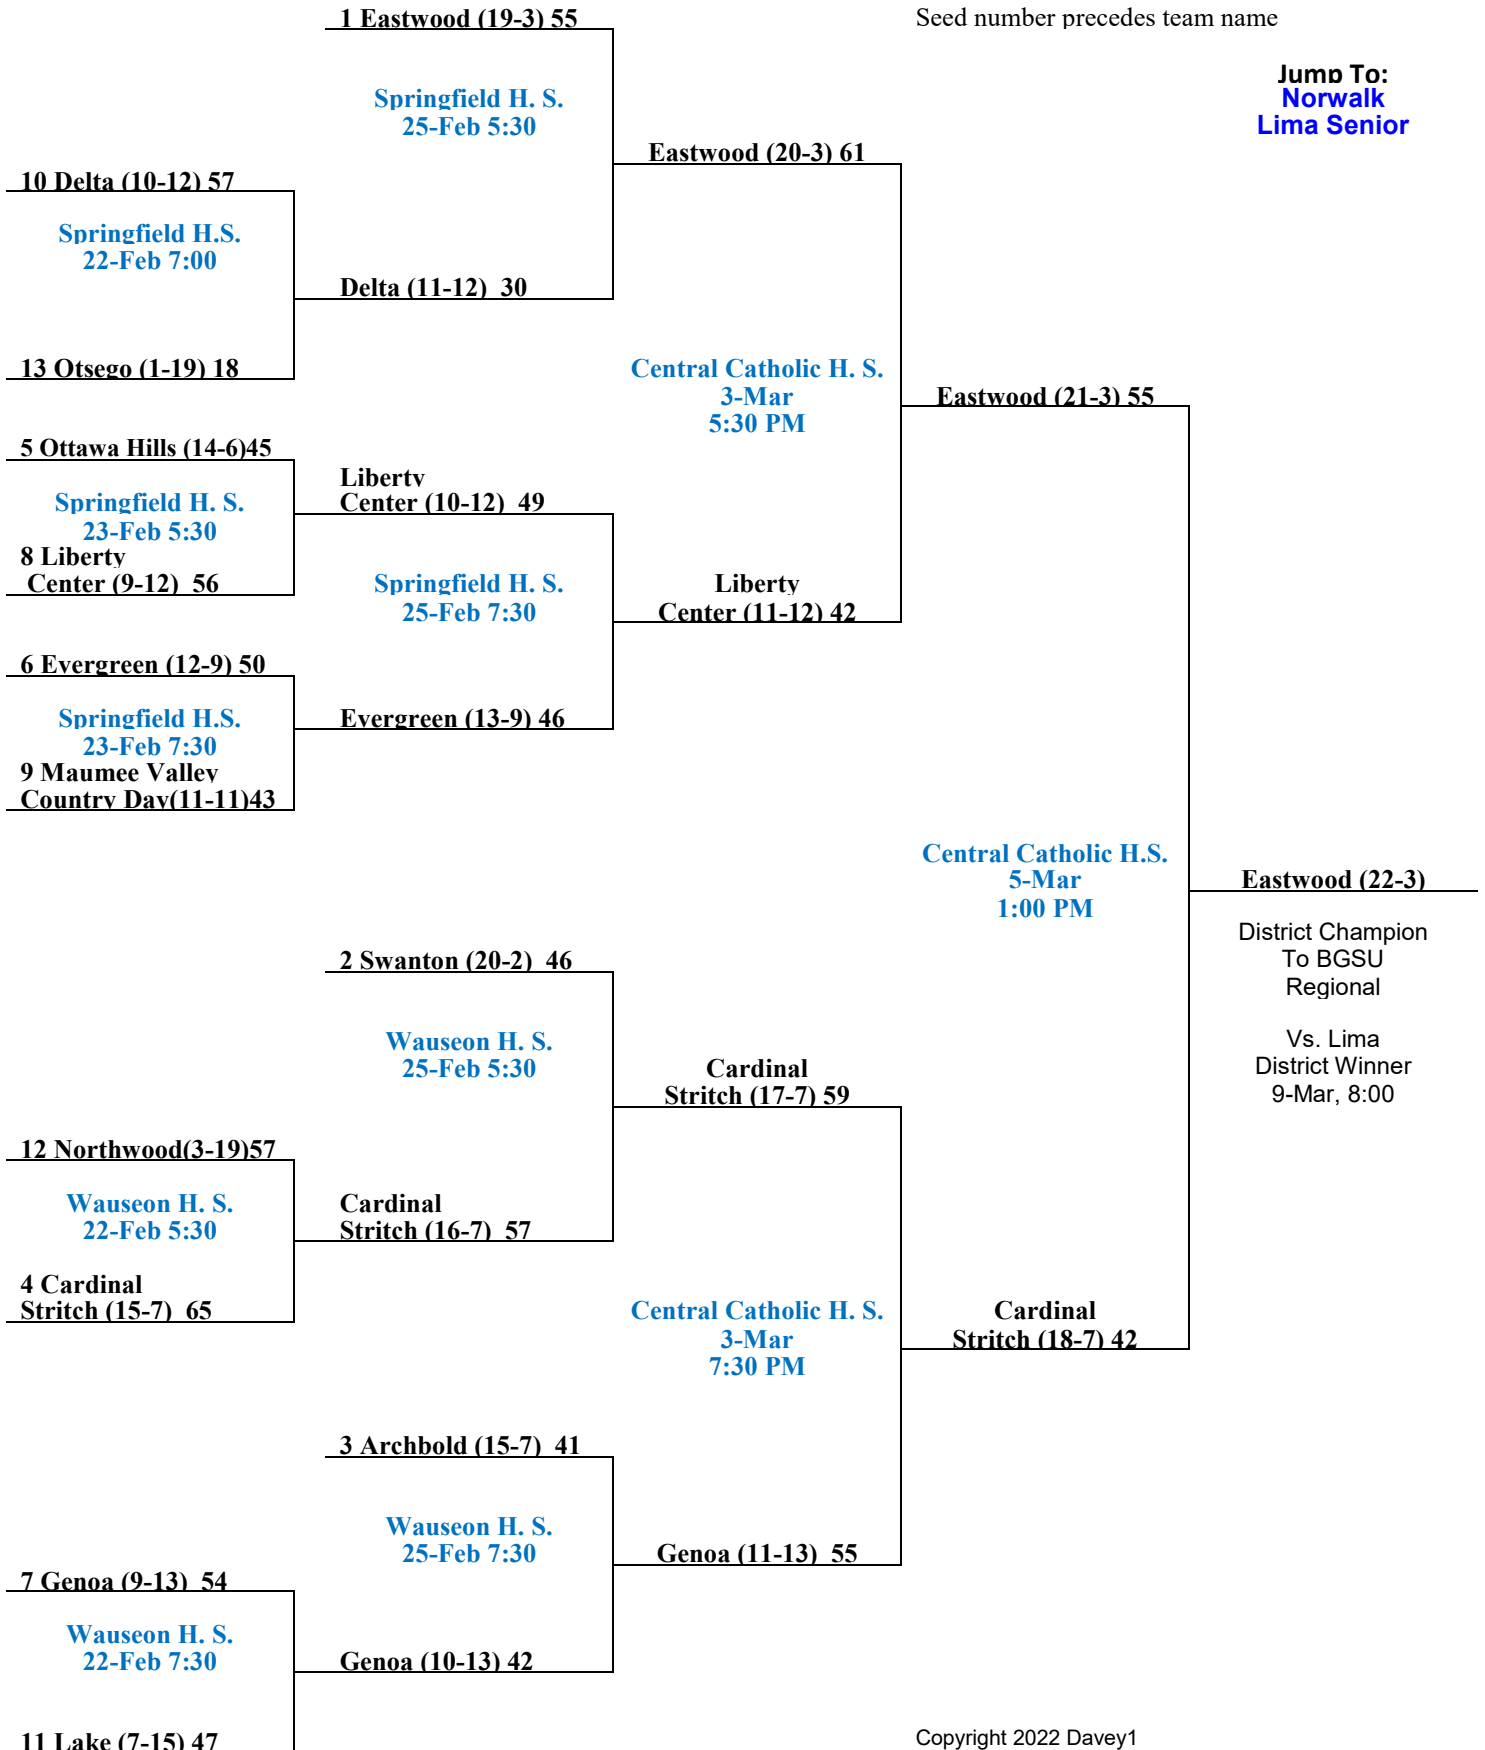 1 Eastwood (19-3) 55
Seed number precedes team name
Jump To:
Norwalk
Lima Senior
Springfield H. S.
25-Feb 5:30
Eastwood (20-3) 61
10 Delta (10-12) 57
Springfield H.S.
22-Feb 7:00
Delta (11-12)  30
13 Otsego (1-19) 18
Central Catholic H. S.
3-Mar
5:30 PM
Eastwood (21-3) 55
5 Ottawa Hills (14-6)45
Liberty
Center (10-12)  49
Springfield H. S.
23-Feb 5:30
8 Liberty
Center (9-12)  56
Springfield H. S.
25-Feb 7:30
Liberty
Center (11-12) 42
6 Evergreen (12-9) 50
Springfield H.S.
23-Feb 7:30
Evergreen (13-9) 46
9 Maumee Valley
Country Day(11-11)43
Central Catholic H.S.
5-Mar
1:00 PM
Eastwood (22-3)
District Champion
To BGSU
Regional
Vs. Lima
District Winner
9-Mar, 8:00
2 Swanton (20-2)  46
Wauseon H. S.
25-Feb 5:30
Cardinal
Stritch (17-7) 59
12 Northwood(3-19)57
Wauseon H. S.
22-Feb 5:30
Cardinal
Stritch (16-7)  57
4 Cardinal
Stritch (15-7)  65
Central Catholic H. S.
3-Mar
7:30 PM
Cardinal
Stritch (18-7) 42
3 Archbold (15-7)  41
Wauseon H. S.
25-Feb 7:30
Genoa (11-13)  55
7 Genoa (9-13)  54
Wauseon H. S.
22-Feb 7:30
Genoa (10-13) 42
11 Lake (7-15) 47
Copyright 2022 Davey1